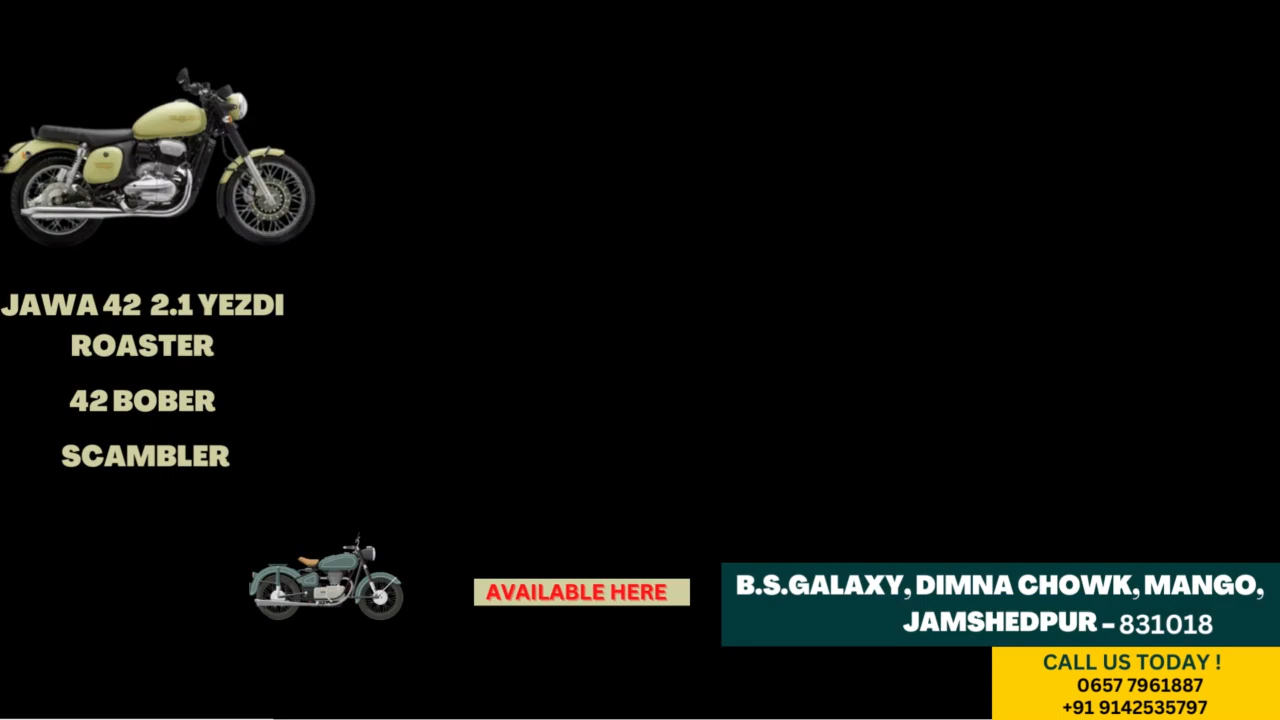 JAWA 42 2.1 YEZDI
ROASTER
42 BOBER
SCAMBLER
AVAILABLE HERE
B.S.GALAXY, DIMNA CHOWK, MANGO,
JAMSHEDPUR – 831018
CALL US TODAY !
0657 7961887
+91 9142535797